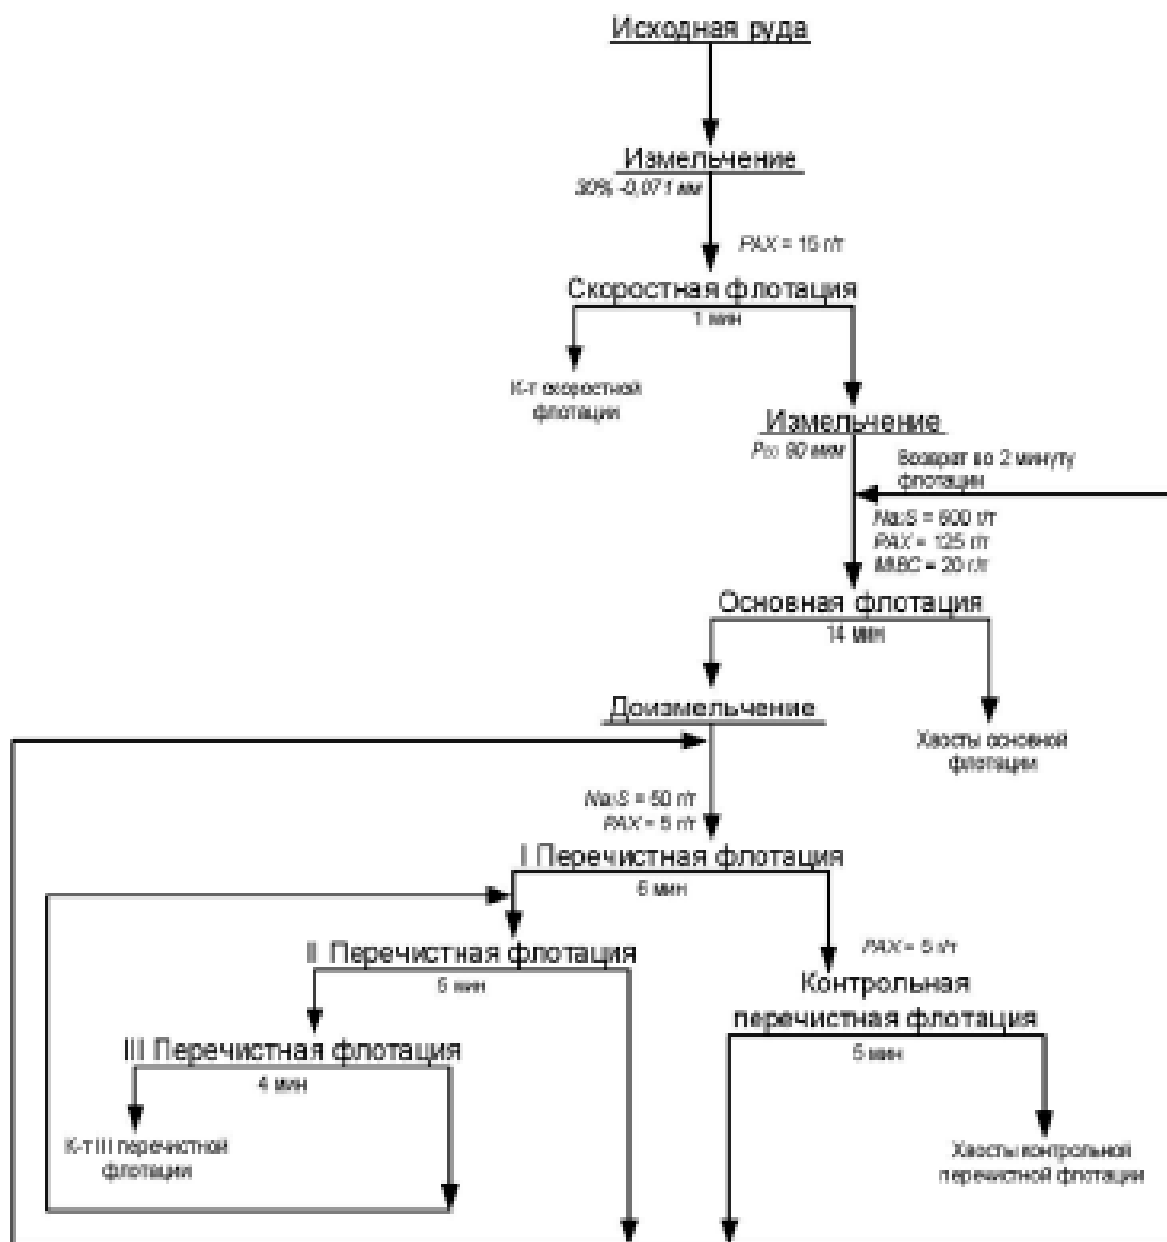 Исходная руда
Измельчение
30% -0,071 мм
PAX = 15 г/т
Скоростная флотация
1 мин
К-т скоростной
флотации
Измельчение
P₈₀ 90 мкм
Возврат во 2 минуту
флотации
Na₂S = 600 г/т
PAX = 125 г/т
MIBC = 20 г/т
Основная флотация
14 мин
Доизмельчение
Хвосты основной
флотации
Na₂S = 50 г/т
PAX = 5 г/т
I Перечистная флотация
6 мин
II Перечистная флотация
5 мин
PAX = 5 г/т
Контрольная
перечистная флотация
5 мин
III Перечистная флотация
4 мин
К-т III перечистной
флотации
Хвосты контрольной
перечистной флотации